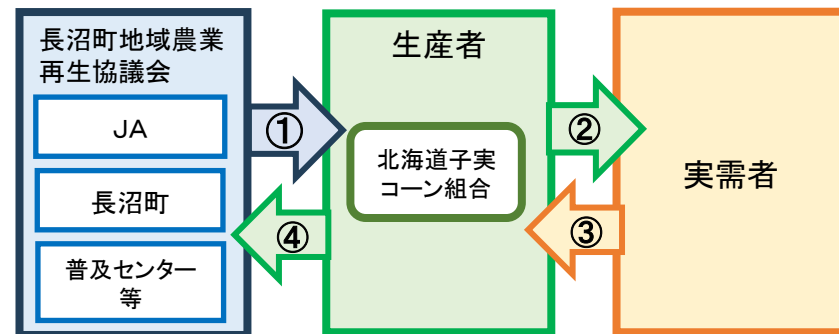 長沼町地域農業
再生協議会
JA
長沼町
普及センター
等
①
④
生産者
北海道子実
コーン組合
②
③
実需者